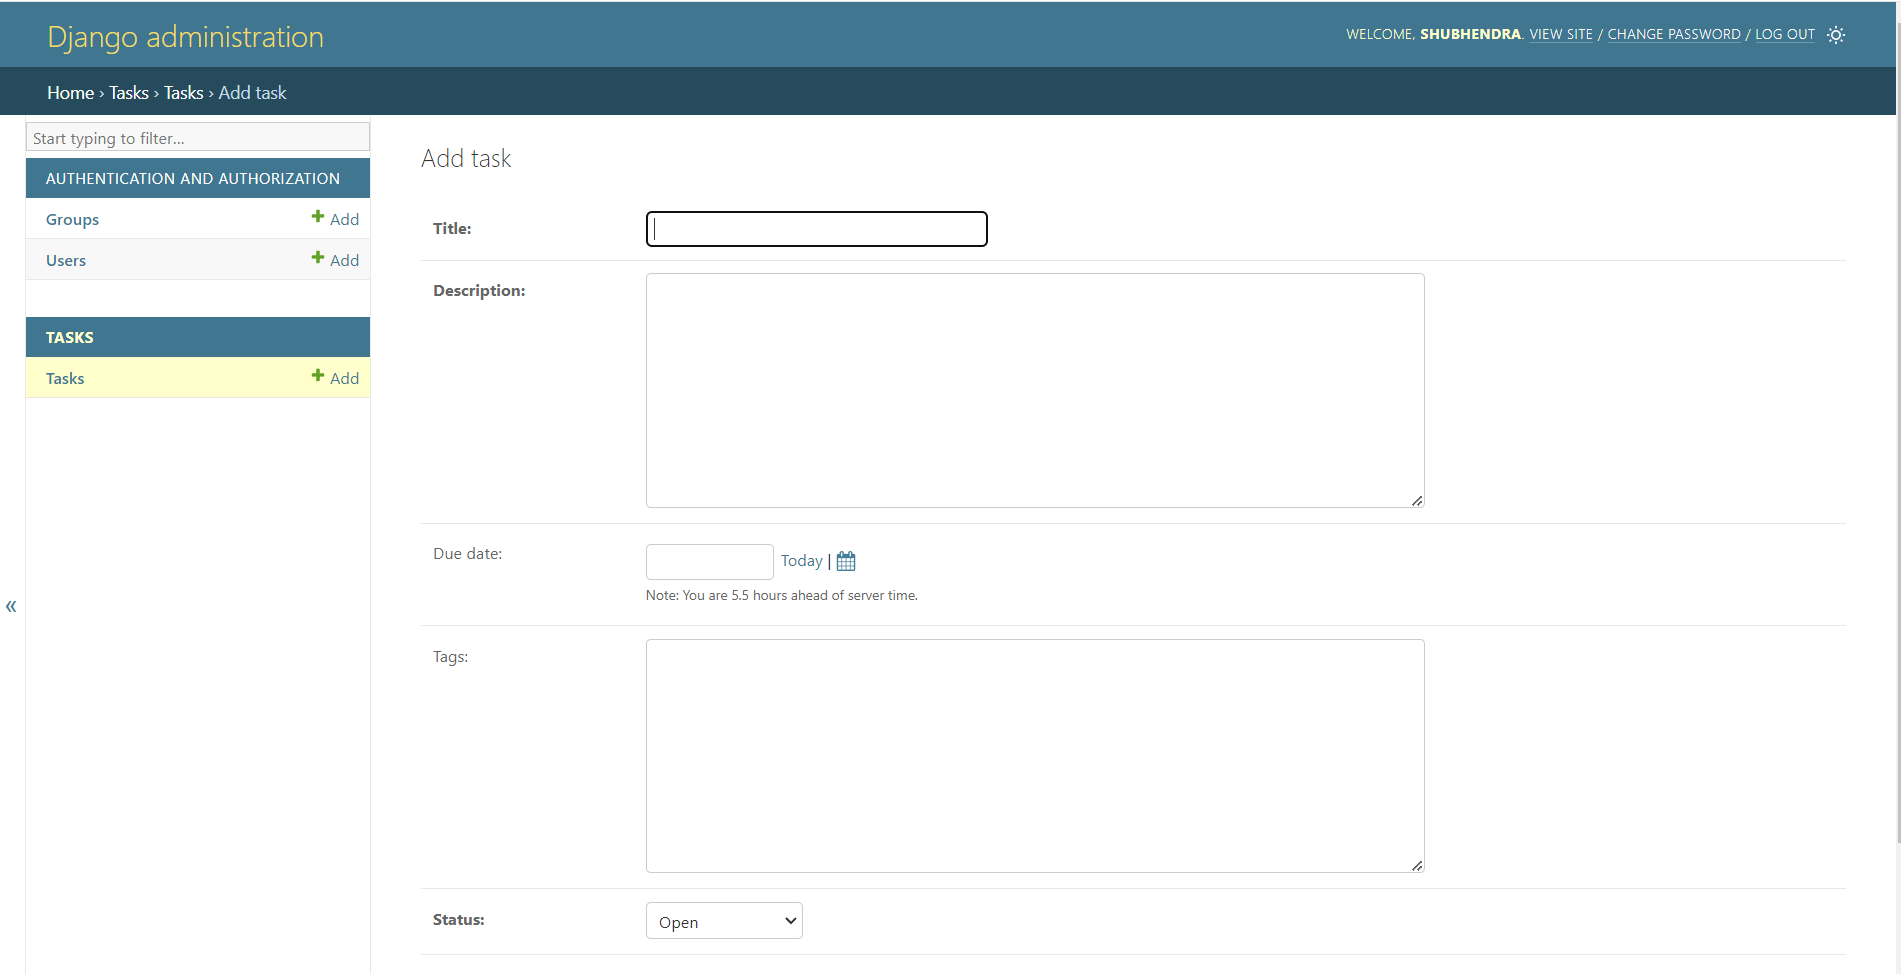 Django administration
WELCOME, SHUBHENDRA. VIEW SITE / CHANGE PASSWORD / LOG OUT
Home › Tasks › Tasks › Add task
Start typing to filter...
AUTHENTICATION AND AUTHORIZATION
Groups Add
Users Add
TASKS
Tasks Add
«
Add task
Title:
Description:
Due date:
Today |
Note: You are 5.5 hours ahead of server time.
Tags:
Status:
Open